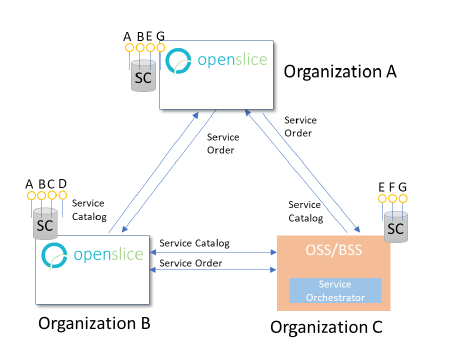 A B E G
SC
openslice
Organization A
Service
Order
Service
Order
A B C D
Service
Catalog
SC
openslice
Organization B
Service Catalog
Service Order
Service
Catalog
E F G
SC
OSS/BSS
Service
Orchestrator
Organization C